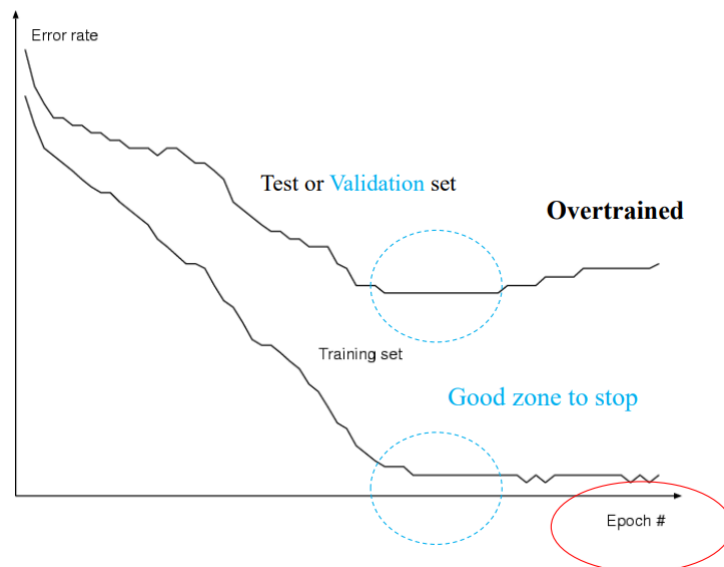 Error rate
Test or Validation set
Overtrained
Training set
Good zone to stop
Epoch #